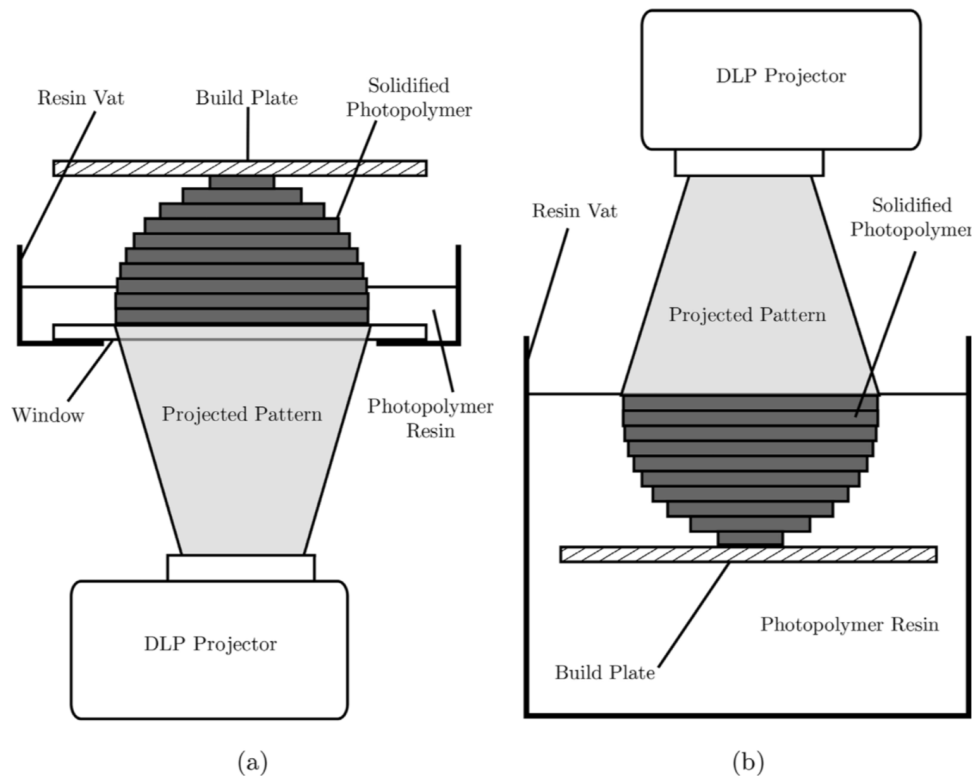 Resin Vat
Build Plate
Solidified
Photopolymer
Window
Projected Pattern
Photopolymer
Resin
DLP Projector
(a)
DLP Projector
Resin Vat
Solidified
Photopolymer
Projected Pattern
Photopolymer Resin
Build Plate
(b)